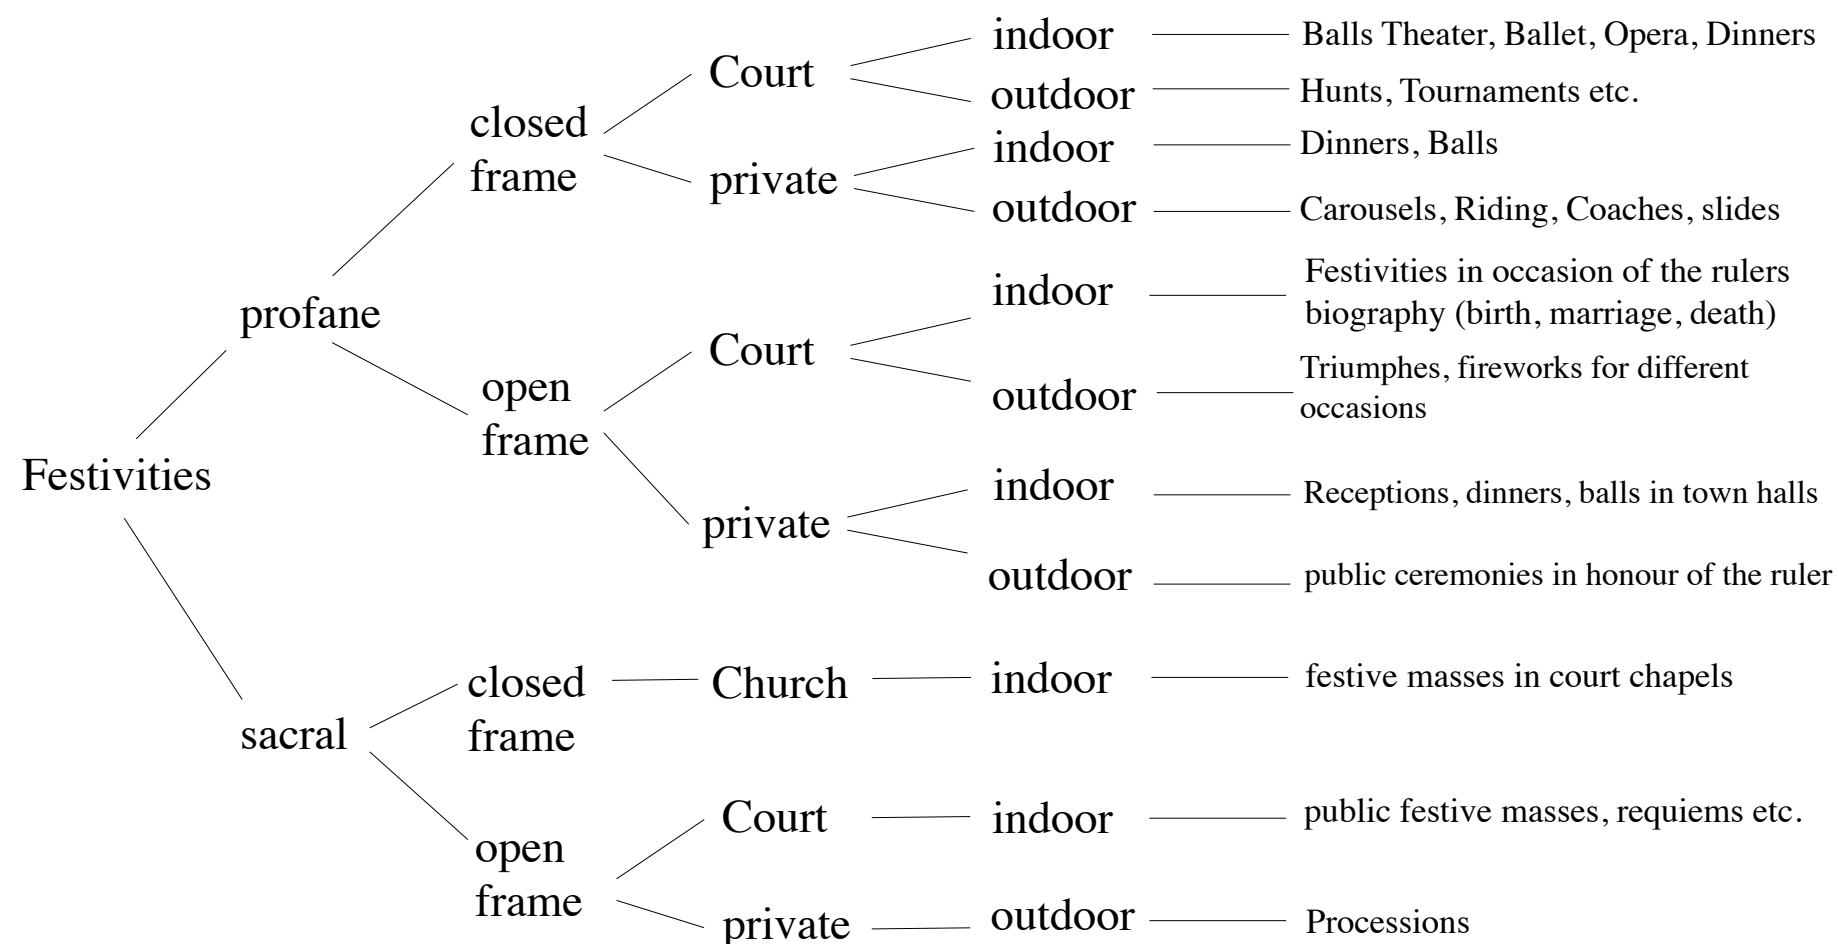 Festivities
profane
closed
frame
Court
indoor
Balls Theater, Ballet, Opera, Dinners
outdoor
Hunts, Tournaments etc.
private
indoor
Dinners, Balls
outdoor
Carousels, Riding, Coaches, slides
open
frame
Court
indoor
Festivities in occasion of the rulers
biography (birth, marriage, death)
outdoor
Triumphes, fireworks for different
occasions
private
indoor
Receptions, dinners, balls in town halls
outdoor
public ceremonies in honour of the ruler
sacral
closed
frame
Church
indoor
festive masses in court chapels
open
frame
Court
indoor
public festive masses, requiems etc.
private
outdoor
Processions